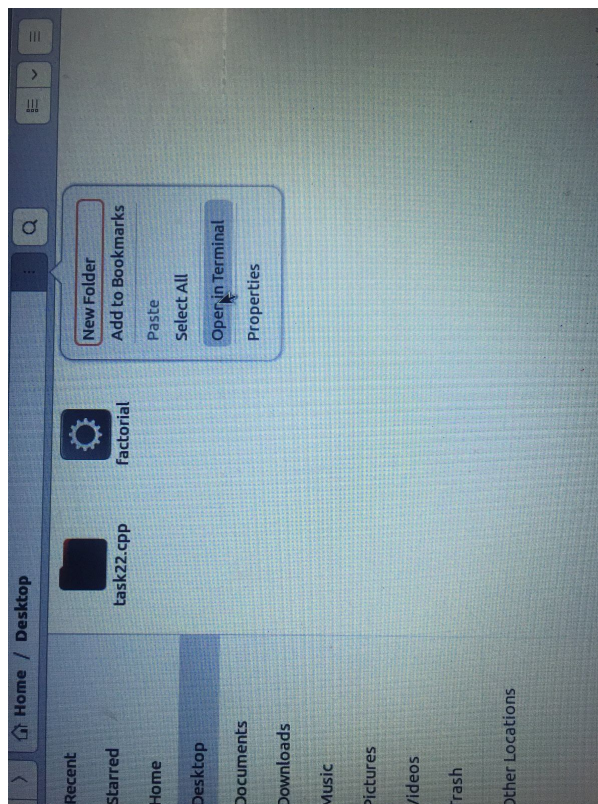 Home / Desktop
Recent
Starred
Home
Desktop
Documents
Downloads
Music
Pictures
Videos
Trash
Other Locations
task22.cpp
factorial
New Folder
Add to Bookmarks
Paste
Select All
Open in Terminal
Properties